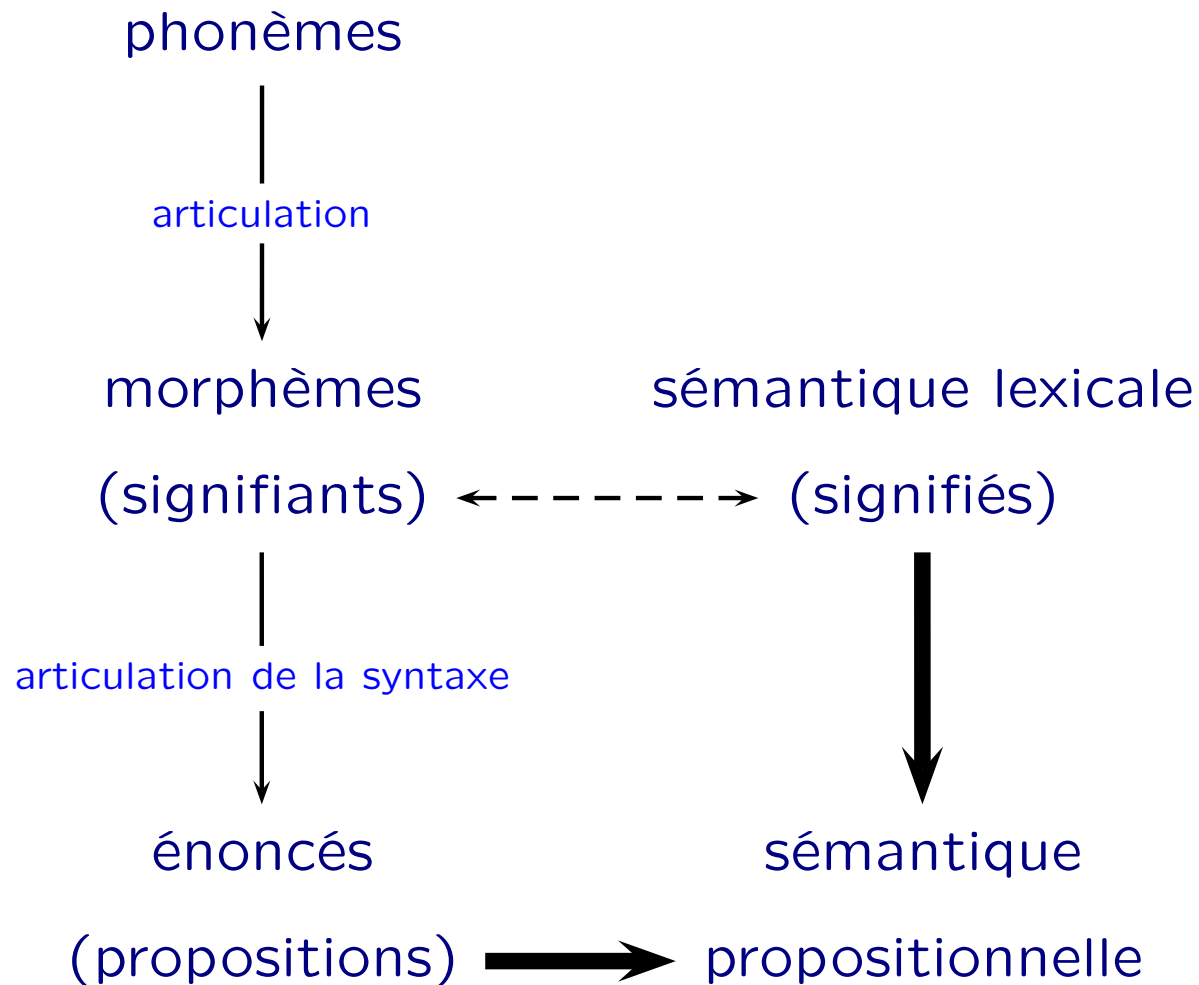 phonèmes
articulation
morphèmes
sémantique lexicale
(signifiants)
(signifiés)
articulation de la syntaxe
énoncés
sémantique
(propositions)
propositionnelle